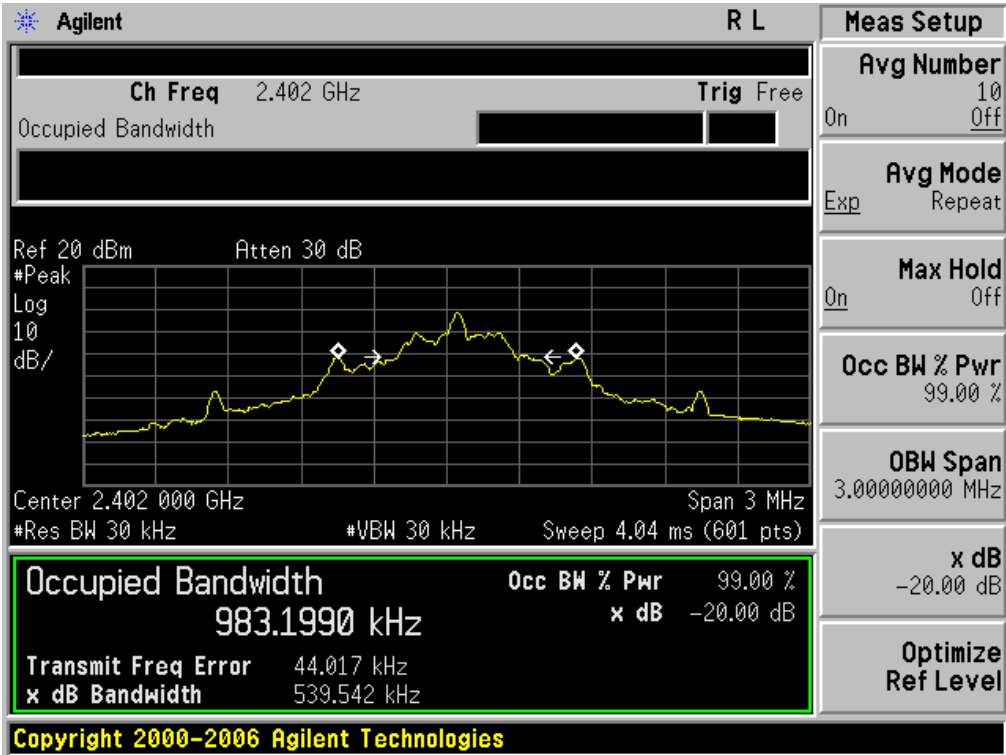 Agilent R L
Ch Freq 2.402 GHz Trig Free
Occupied Bandwidth
Ref 20 dBm Atten 30 dB
#Peak
Log
10
dB/
Center 2.402 000 GHz Span 3 MHz
#Res BW 30 kHz #VBW 30 kHz Sweep 4.04 ms (601 pts)
Occupied Bandwidth Occ BW % Pwr 99.00 %
983.1990 kHz x dB -20.00 dB
Transmit Freq Error 44.017 kHz
x dB Bandwidth 539.542 kHz
Copyright 2000-2006 Agilent Technologies
Meas Setup
Avg Number
10
On Off
Avg Mode
Exp Repeat
Max Hold
On Off
Occ BW % Pwr
99.00 %
OBW Span
3.00000000 MHz
x dB
-20.00 dB
Optimize
Ref Level